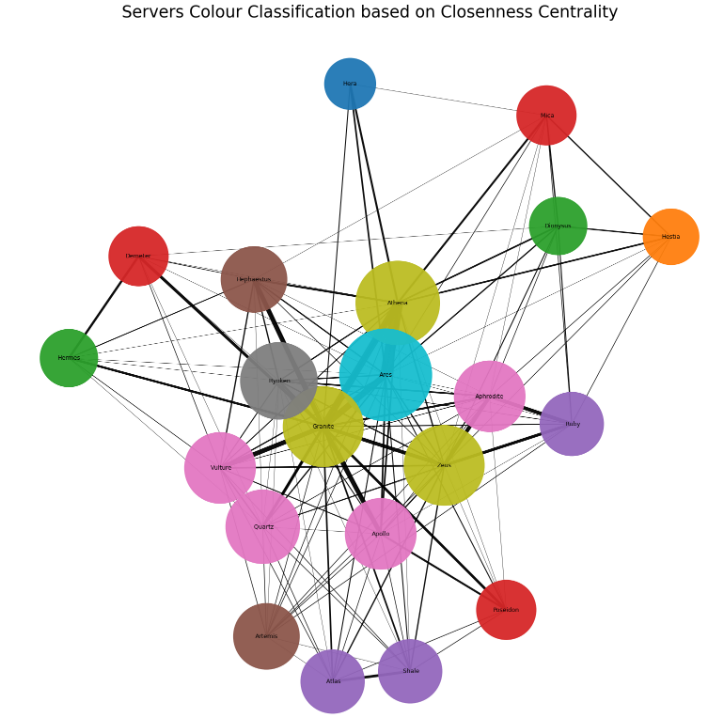 Servers Colour Classification based on Closenness Centrality
Hera
Mica
Dionysus
Hestia
Demeter
Hephaestus
Athena
Hermes
Ares
Aphrodite
Granite
Ruby
Vulture
Zeus
Quartz
Apollo
Poseidon
Artemis
Shale
Atlas